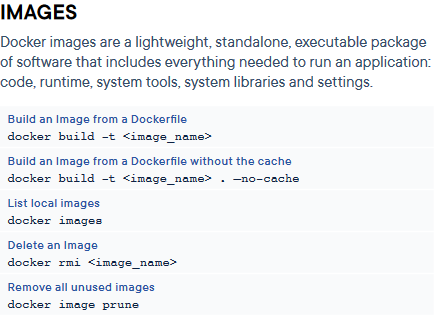 IMAGES
Docker images are a lightweight, standalone, executable package
of software that includes everything needed to run an application:
code, runtime, system tools, system libraries and settings.
Build an Image from a Dockerfile
docker build -t <image_name>
Build an Image from a Dockerfile without the cache
docker build -t <image_name> . –no-cache
List local images
docker images
Delete an Image
docker rmi <image_name>
Remove all unused images
docker image prune